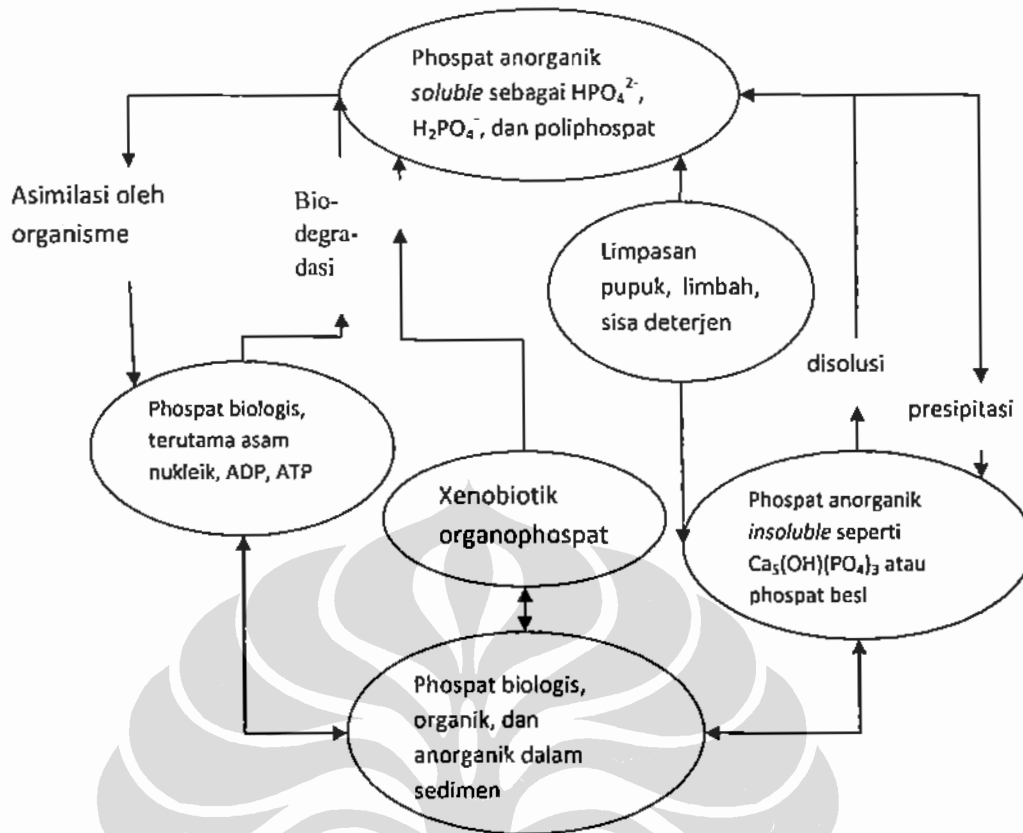 Phospat anorganik
soluble sebagai HPO₄²⁻,
H₂PO₄⁻, dan poliphospat
Asimilasi oleh
organisme
Bio-
degra-
dasi
Limpasan
pupuk, limbah,
sisa deterjen
disolusi
presipitasi
Phospat biologis,
terutama asam
nukleik, ADP, ATP
Xenobiotik
organophospat
Phospat anorganik
insoluble seperti
Ca₅(OH)(PO₄)₃ atau
phospat besi
Phospat biologis,
organik, dan
anorganik dalam
sedimen